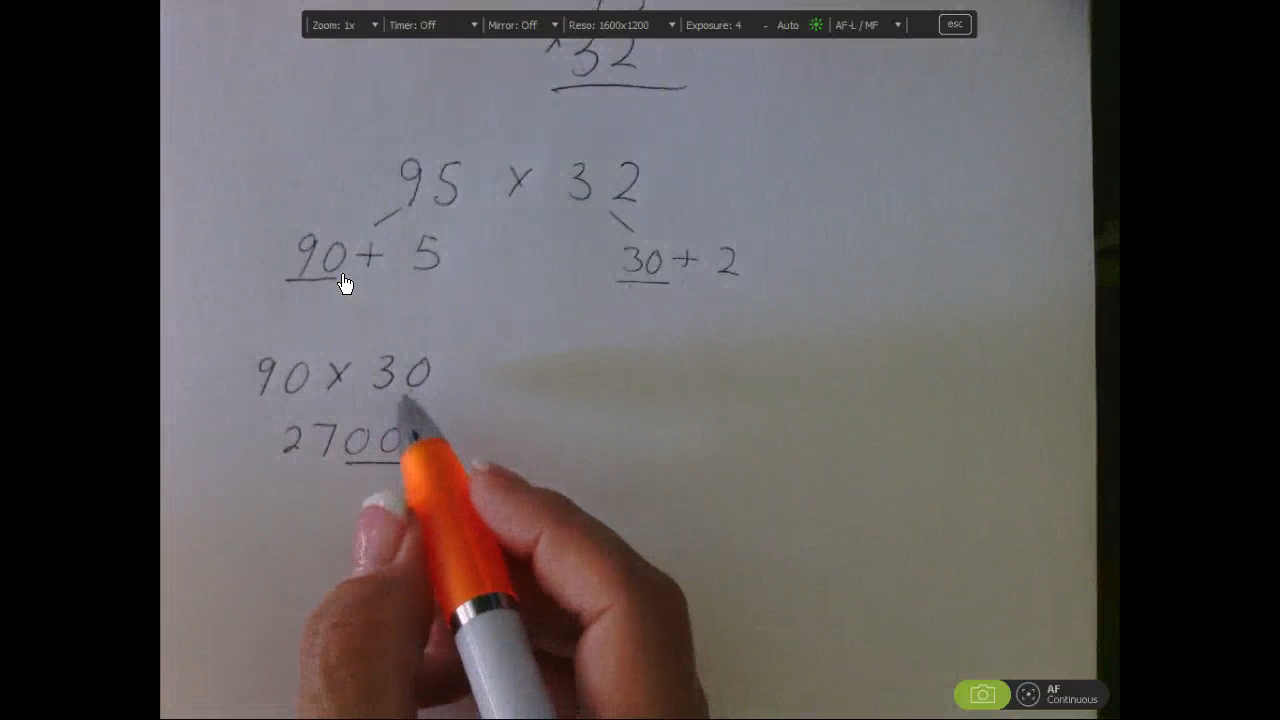 Zoom: 1x Timer: Off Mirror: Off Reso: 1600x1200 Exposure: 4 - Auto AF-L / MF esc
x 32
95 x 32
90 + 5 30 + 2
90 x 30
2700
AF
Continuous